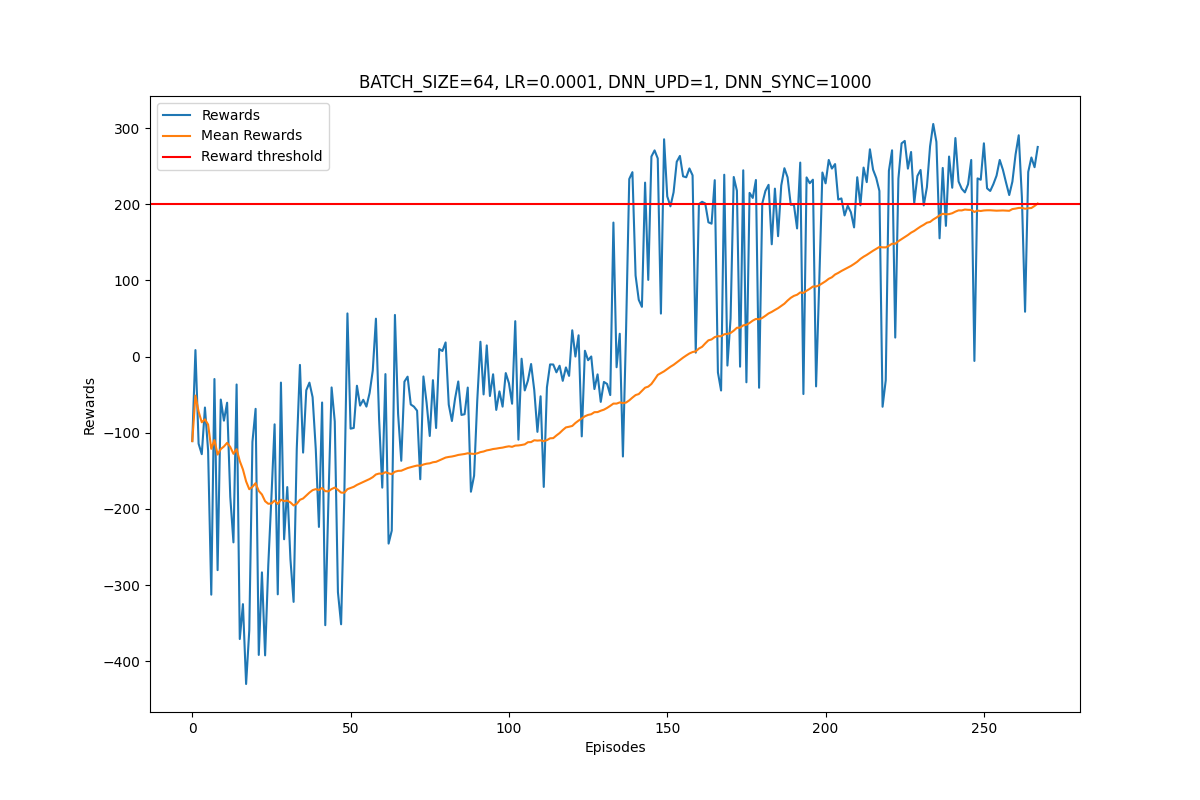 BATCH_SIZE=64, LR=0.0001, DNN_UPD=1, DNN_SYNC=1000
Rewards
Mean Rewards
Reward threshold
300
200
100
0
−100
−200
−300
−400
Rewards
0
50
100
150
200
250
Episodes